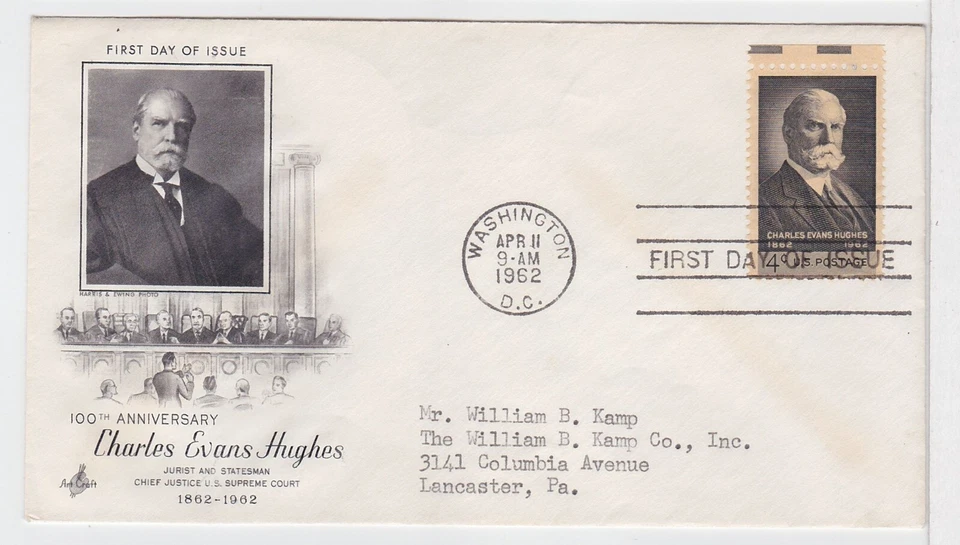 FIRST DAY OF ISSUE
HARRIS & EWING PHOTO
100TH ANNIVERSARY
Charles Evans Hughes
JURIST AND STATESMAN
CHIEF JUSTICE U.S. SUPREME COURT
1862-1962
Art Craft
WASHINGTON
APR 11
9-AM
1962
D.C.
CHARLES EVANS HUGHES
1862 1962
4¢ U.S. POSTAGE
FIRST DAY OF ISSUE
Mr. William B. Kamp
The William B. Kamp Co., Inc.
3141 Columbia Avenue
Lancaster, Pa.